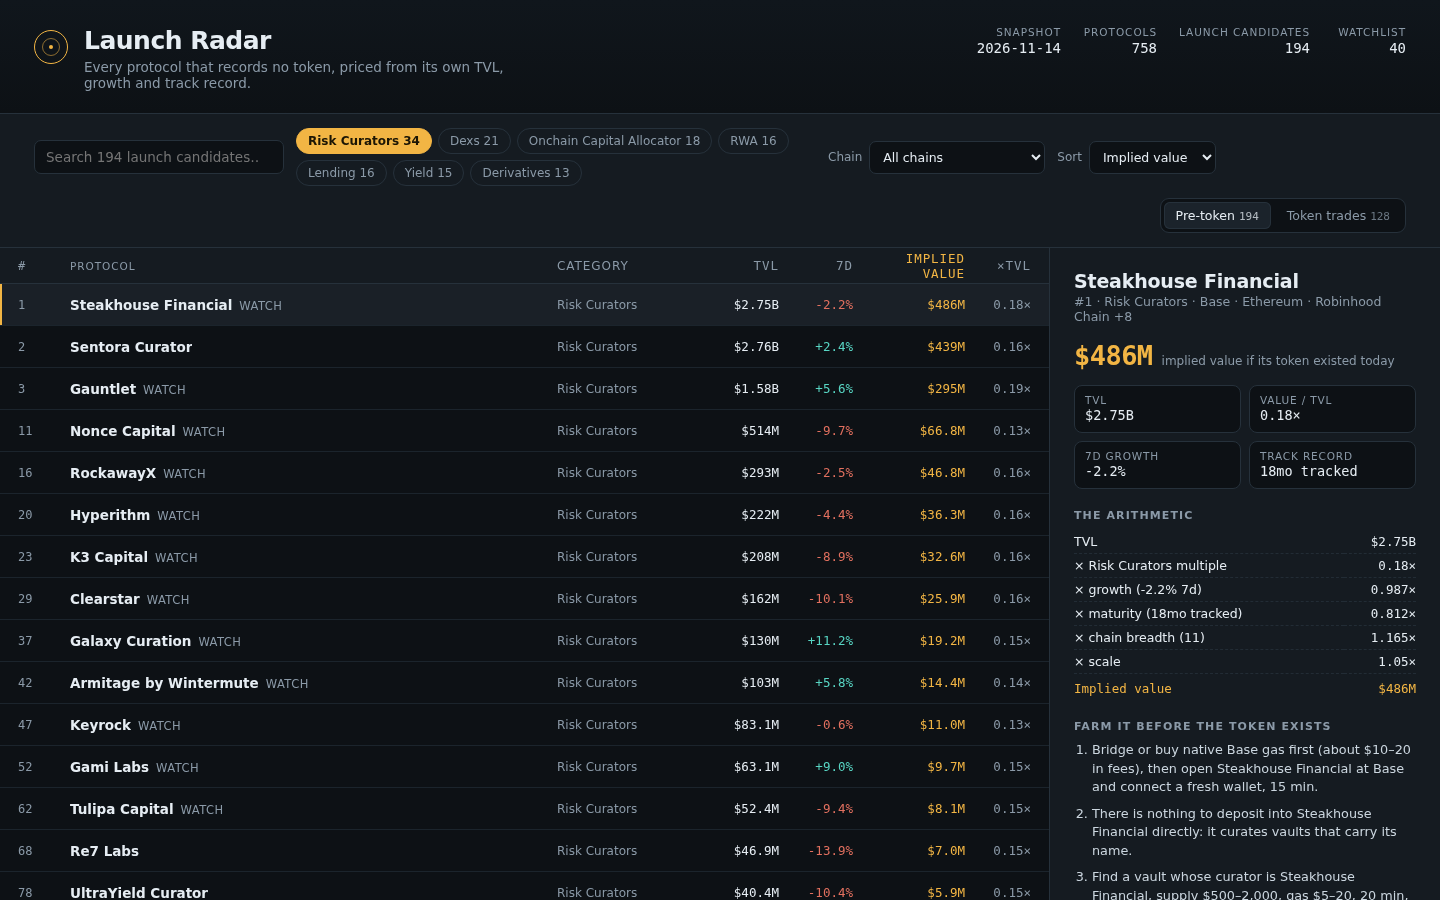 Launch Radar
Every protocol that records no token, priced from its own TVL,
growth and track record.
SNAPSHOT
2026-11-14
PROTOCOLS
758
LAUNCH CANDIDATES
194
WATCHLIST
40
Search 194 launch candidates..
Risk Curators 34
Dexs 21
Onchain Capital Allocator 18
RWA 16
Lending 16
Yield 15
Derivatives 13
Chain
All chains
Sort
Implied value
Pre-token 194
Token trades 128
# PROTOCOL CATEGORY TVL 7D IMPLIED VALUE ×TVL
1 Steakhouse Financial WATCH Risk Curators $2.75B -2.2% $486M 0.18×
2 Sentora Curator Risk Curators $2.76B +2.4% $439M 0.16×
3 Gauntlet WATCH Risk Curators $1.58B +5.6% $295M 0.19×
11 Nonce Capital WATCH Risk Curators $514M -9.7% $66.8M 0.13×
16 RockawayX WATCH Risk Curators $293M -2.5% $46.8M 0.16×
20 Hyperithm WATCH Risk Curators $222M -4.4% $36.3M 0.16×
23 K3 Capital WATCH Risk Curators $208M -8.9% $32.6M 0.16×
29 Clearstar WATCH Risk Curators $162M -10.1% $25.9M 0.16×
37 Galaxy Curation WATCH Risk Curators $130M +11.2% $19.2M 0.15×
42 Armitage by Wintermute WATCH Risk Curators $103M +5.8% $14.4M 0.14×
47 Keyrock WATCH Risk Curators $83.1M -0.6% $11.0M 0.13×
52 Gami Labs WATCH Risk Curators $63.1M +9.0% $9.7M 0.15×
62 Tulipa Capital WATCH Risk Curators $52.4M -9.4% $8.1M 0.15×
68 Re7 Labs Risk Curators $46.9M -13.9% $7.0M 0.15×
78 UltraYield Curator Risk Curators $40.4M -10.4% $5.9M 0.15×
Steakhouse Financial
#1 · Risk Curators · Base · Ethereum · Robinhood
Chain +8
$486M implied value if its token existed today
TVL
$2.75B
VALUE / TVL
0.18×
7D GROWTH
-2.2%
TRACK RECORD
18mo tracked
THE ARITHMETIC
TVL $2.75B
× Risk Curators multiple 0.18×
× growth (-2.2% 7d) 0.987×
× maturity (18mo tracked) 0.812×
× chain breadth (11) 1.165×
× scale 1.05×
Implied value $486M
FARM IT BEFORE THE TOKEN EXISTS
1. Bridge or buy native Base gas first (about $10–20
in fees), then open Steakhouse Financial at Base
and connect a fresh wallet, 15 min.
2. There is nothing to deposit into Steakhouse
Financial directly: it curates vaults that carry its
name.
3. Find a vault whose curator is Steakhouse
Financial, supply $500–2,000, gas $5–20, 20 min.